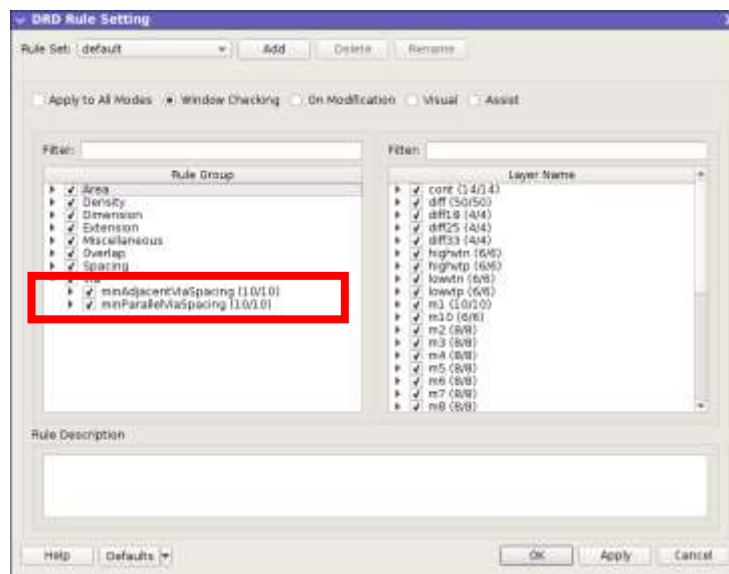 DRD Rule Setting
Rule Set: default Add Delete Rename
Apply to All Modes Window Checking On Modification Visual Assist
Filter: Filter:
Rule Group Layer Name
Area cont (14/14)
Density diff (50/50)
Dimension diff18 (4/4)
Extension diff25 (4/4)
Miscellaneous diff33 (4/4)
Overlap highvtn (6/6)
Spacing highvtp (6/6)
Via lowvtn (6/6)
minAdjacentViaSpacing (10/10) lowvtp (6/6)
minParallelViaSpacing (10/10) m1 (10/10)
m10 (6/6)
m2 (8/8)
m3 (8/8)
m4 (8/8)
m5 (8/8)
m6 (8/8)
m7 (8/8)
m8 (8/8)
Rule Description
Help Defaults OK Apply Cancel